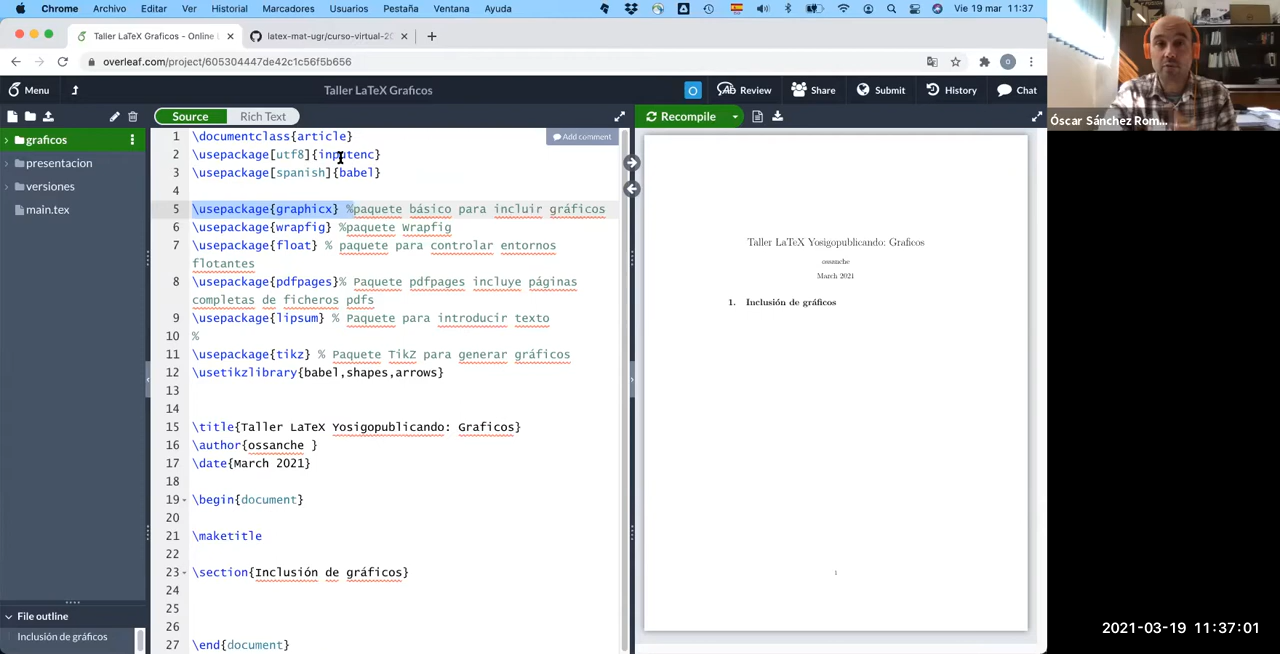 Chrome Archivo Editar Ver Historial Marcadores Usuarios Pestaña Ventana Ayuda Vie 19 mar 11:37
Taller LaTeX Graficos - Online L latex-mat-ugr/curso-virtual-20
overleaf.com/project/605304447de42c1c56f5b656
Menu Taller LaTeX Graficos O Review Share Submit History Chat
Source Rich Text Recompile
graficos
presentacion
versiones
main.tex
Add comment
1 \documentclass{article}
2 \usepackage[utf8]{inputenc}
3 \usepackage[spanish]{babel}
4
5 \usepackage{graphicx} %paquete básico para incluir gráficos
6 \usepackage{wrapfig} %paquete Wrapfig
7 \usepackage{float} % paquete para controlar entornos
flotantes
8 \usepackage{pdfpages}% Paquete pdfpages incluye páginas
completas de ficheros pdfs
9 \usepackage{lipsum} % Paquete para introducir texto
10 %
11 \usepackage{tikz} % Paquete TikZ para generar gráficos
12 \usetikzlibrary{babel,shapes,arrows}
13
14
15 \title{Taller LaTeX Yosigopublicando: Graficos}
16 \author{ossanche }
17 \date{March 2021}
18
19 \begin{document}
20
21 \maketitle
22
23 \section{Inclusión de gráficos}
24
25
26
27 \end{document}
File outline
Inclusión de gráficos
Taller LaTeX Yosigopublicando: Graficos
ossanche
March 2021
1. Inclusión de gráficos
1
Óscar Sánchez Rom...
2021-03-19 11:37:01